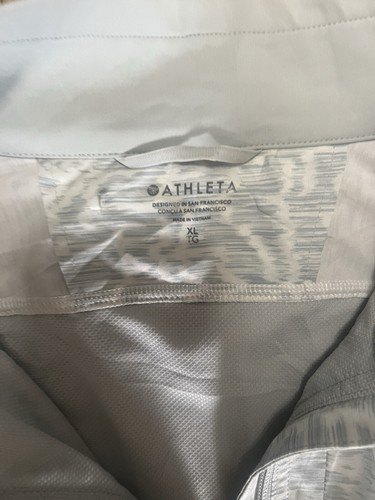 ATHLETA
DESIGNED IN SAN FRANCISCO
CONÇU À SAN FRANCISCO
MADE IN VIETNAM
XL
TG